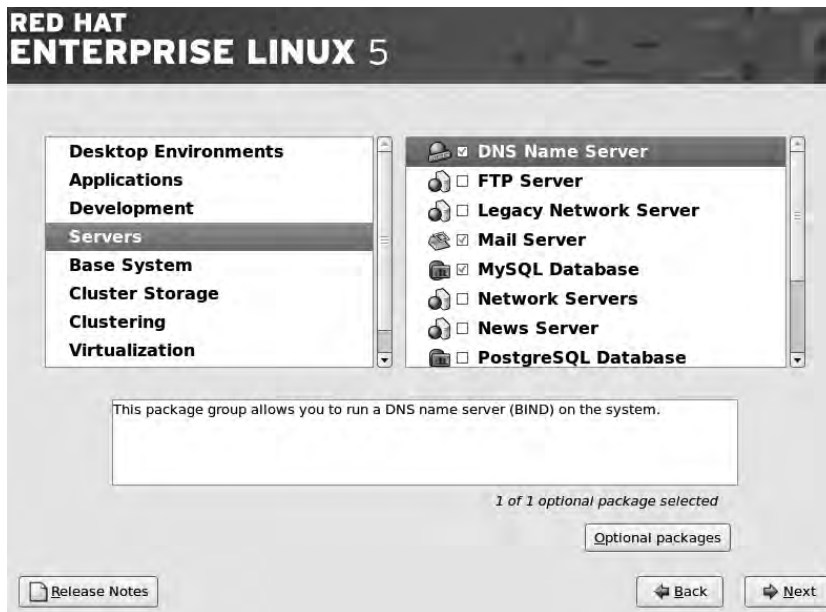 RED HAT
ENTERPRISE LINUX 5
Desktop Environments
Applications
Development
Servers
Base System
Cluster Storage
Clustering
Virtualization
DNS Name Server
FTP Server
Legacy Network Server
Mail Server
MySQL Database
Network Servers
News Server
PostgreSQL Database
This package group allows you to run a DNS name server (BIND) on the system.
1 of 1 optional package selected
Optional packages
Release Notes
Back
Next